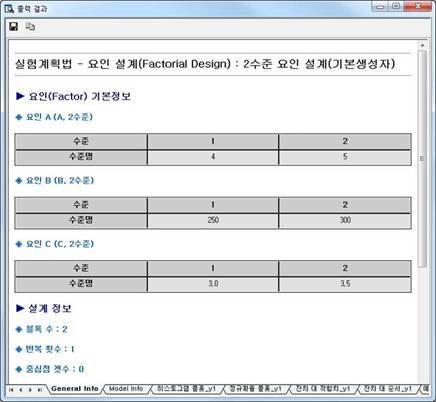 출력 결과
실험계획법 - 요인 설계(Factorial Design) : 2수준 요인 설계(기본생성자)
▶ 요인(Factor) 기본정보
◈ 요인 A (A, 2수준)
수준 1 2
수준명 4 5
◈ 요인 B (B, 2수준)
수준 1 2
수준명 250 300
◈ 요인 C (C, 2수준)
수준 1 2
수준명 3.0 3.5
▶ 설계 정보
◈ 블록 수 : 2
◈ 반복 횟수 : 1
◈ 중심점 갯수 : 0
General Info Model Info 히스토그램 플롯_y1 정규확률 플롯_y1 잔차 대 적합치_y1 잔차 대 순서_y1